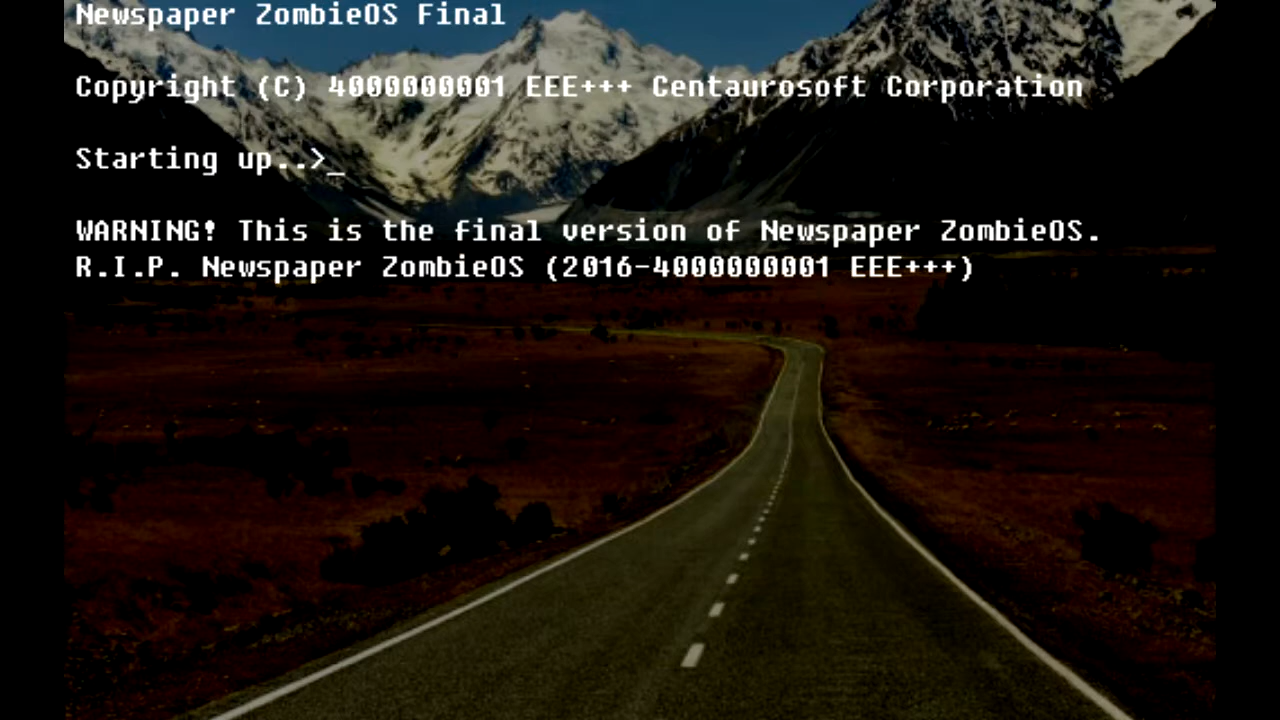 Newspaper ZombieOS Final
Copyright (C) 4000000001 EEE+++ Centaurosoft Corporation
Starting up..>_
WARNING! This is the final version of Newspaper ZombieOS.
R.I.P. Newspaper ZombieOS (2016-4000000001 EEE+++)